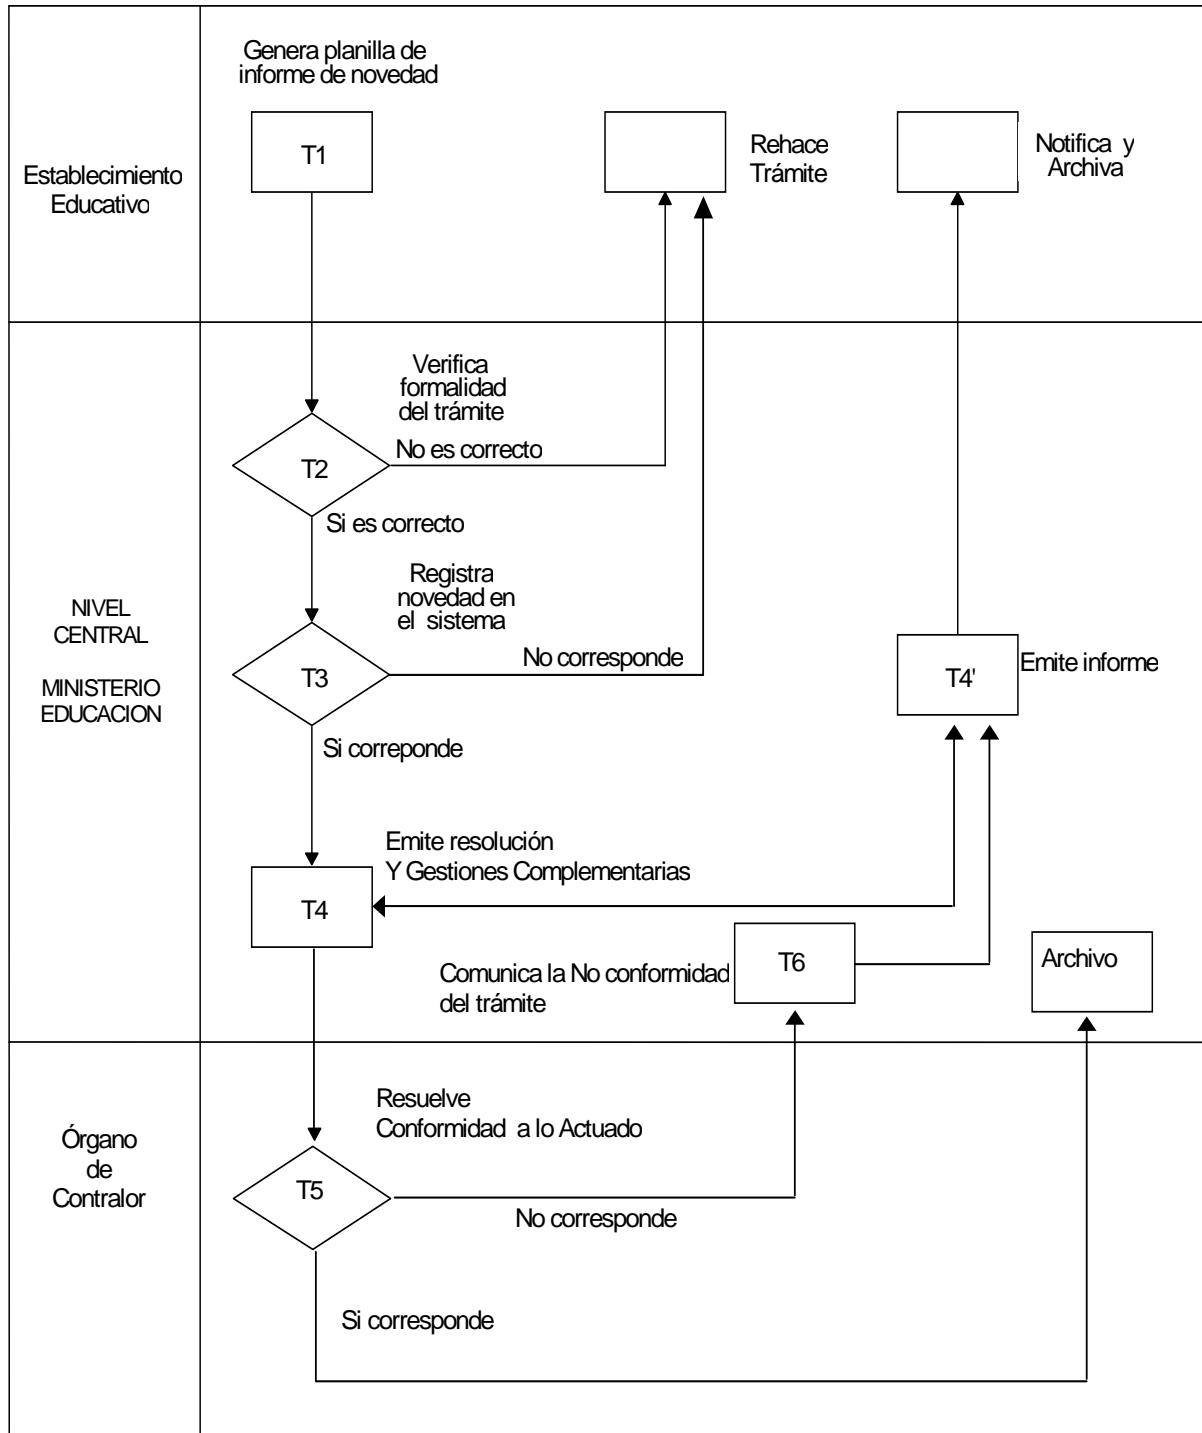 Genera planilla de
informe de novedad
T1
Rehace
Trámite
Notifica y
Archiva
Establecimiento
Educativo
Verifica
formalidad
del trámite
No es correcto
T2
Si es correcto
Registra
novedad en
el sistema
No corresponde
T3
Si correponde
NIVEL
CENTRAL
MINISTERIO
EDUCACION
T4'
Emite informe
Emite resolución
Y Gestiones Complementarias
T4
Comunica la No conformidad
del trámite
T6
Archivo
Órgano
de
Contralor
Resuelve
Conformidad a lo Actuado
T5
No corresponde
Si corresponde